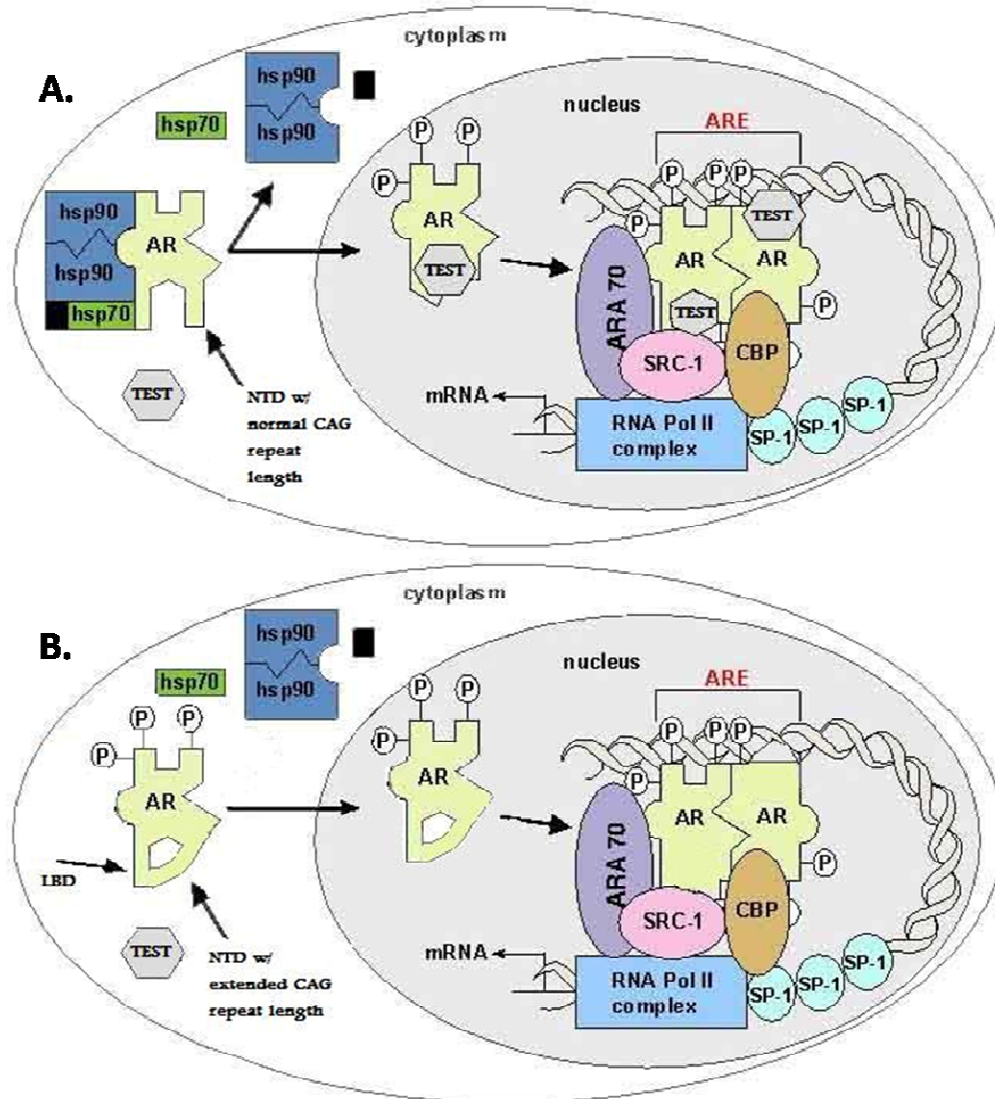 A.
cytoplasm
hsp90
hsp90
hsp70
nucleus
ARE
P
P
P
AR
TEST
hsp90
hsp90
hsp70
AR
TEST
NTD w/
normal CAG
repeat
length
P
P
P
P
TEST
AR
AR
TEST
P
ARA 70
SRC-1
CBP
mRNA
RNA Pol II
complex
SP-1
SP-1
SP-1
B.
cytoplasm
hsp90
hsp90
hsp70
nucleus
ARE
P
P
P
AR
LBD
TEST
NTD w/
extended CAG
repeat length
P
P
P
AR
P
P
P
P
AR
AR
P
ARA 70
SRC-1
CBP
mRNA
RNA Pol II
complex
SP-1
SP-1
SP-1